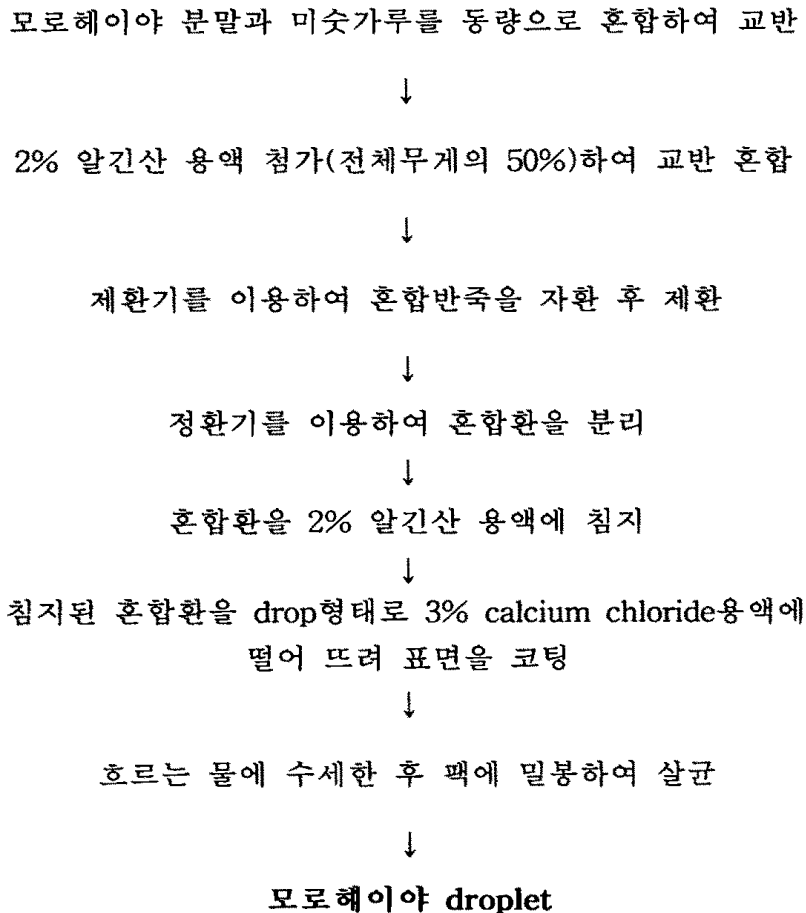 모로헤이야 분말과 미숫가루를 동량으로 혼합하여 교반
↓
2% 알긴산 용액 첨가(전체무게의 50%)하여 교반 혼합
↓
제환기를 이용하여 혼합반죽을 자환 후 제환
↓
정환기를 이용하여 혼합환을 분리
↓
혼합환을 2% 알긴산 용액에 침지
↓
침지된 혼합환을 drop형태로 3% calcium chloride용액에
떨어 뜨려 표면을 코팅
↓
흐르는 물에 수세한 후 팩에 밀봉하여 살균
↓
모로헤이야 droplet